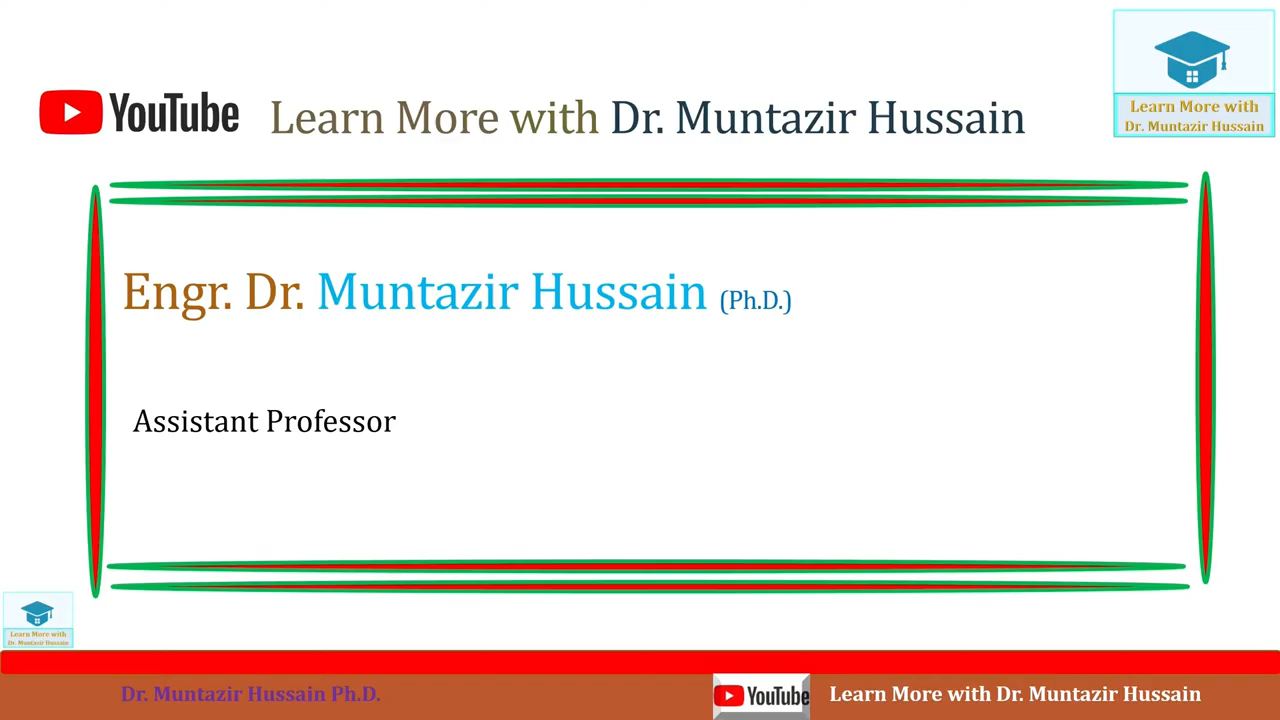 YouTube Learn More with Dr. Muntazir Hussain
Learn More with
Dr. Muntazir Hussain
Engr. Dr. Muntazir Hussain (Ph.D.)
Assistant Professor
Learn More with
Dr. Muntazir Hussain
Dr. Muntazir Hussain Ph.D.
YouTube Learn More with Dr. Muntazir Hussain